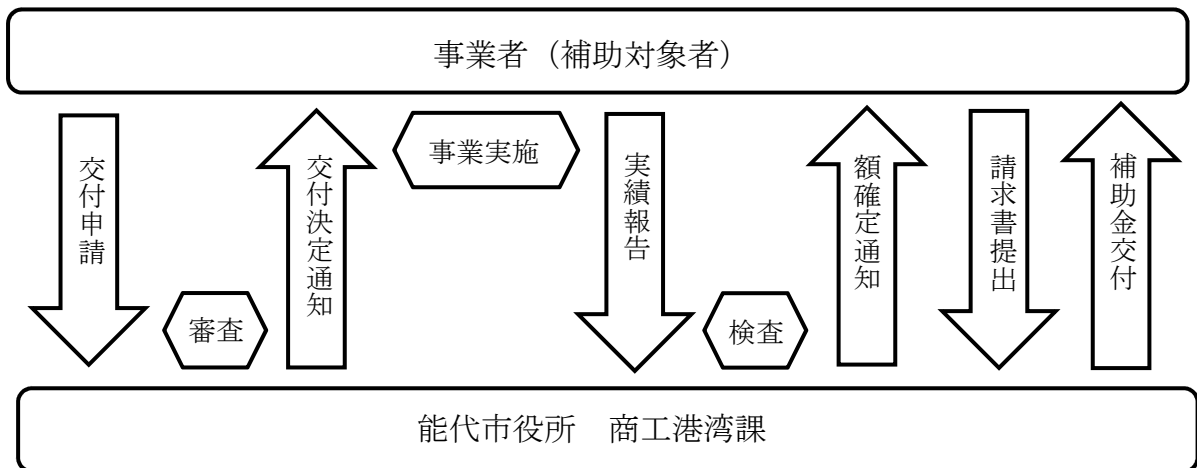 事業者（補助対象者）
交付申請
審査
交付決定通知
事業実施
実績報告
検査
額確定通知
請求書提出
補助金交付
能代市役所　商工港湾課